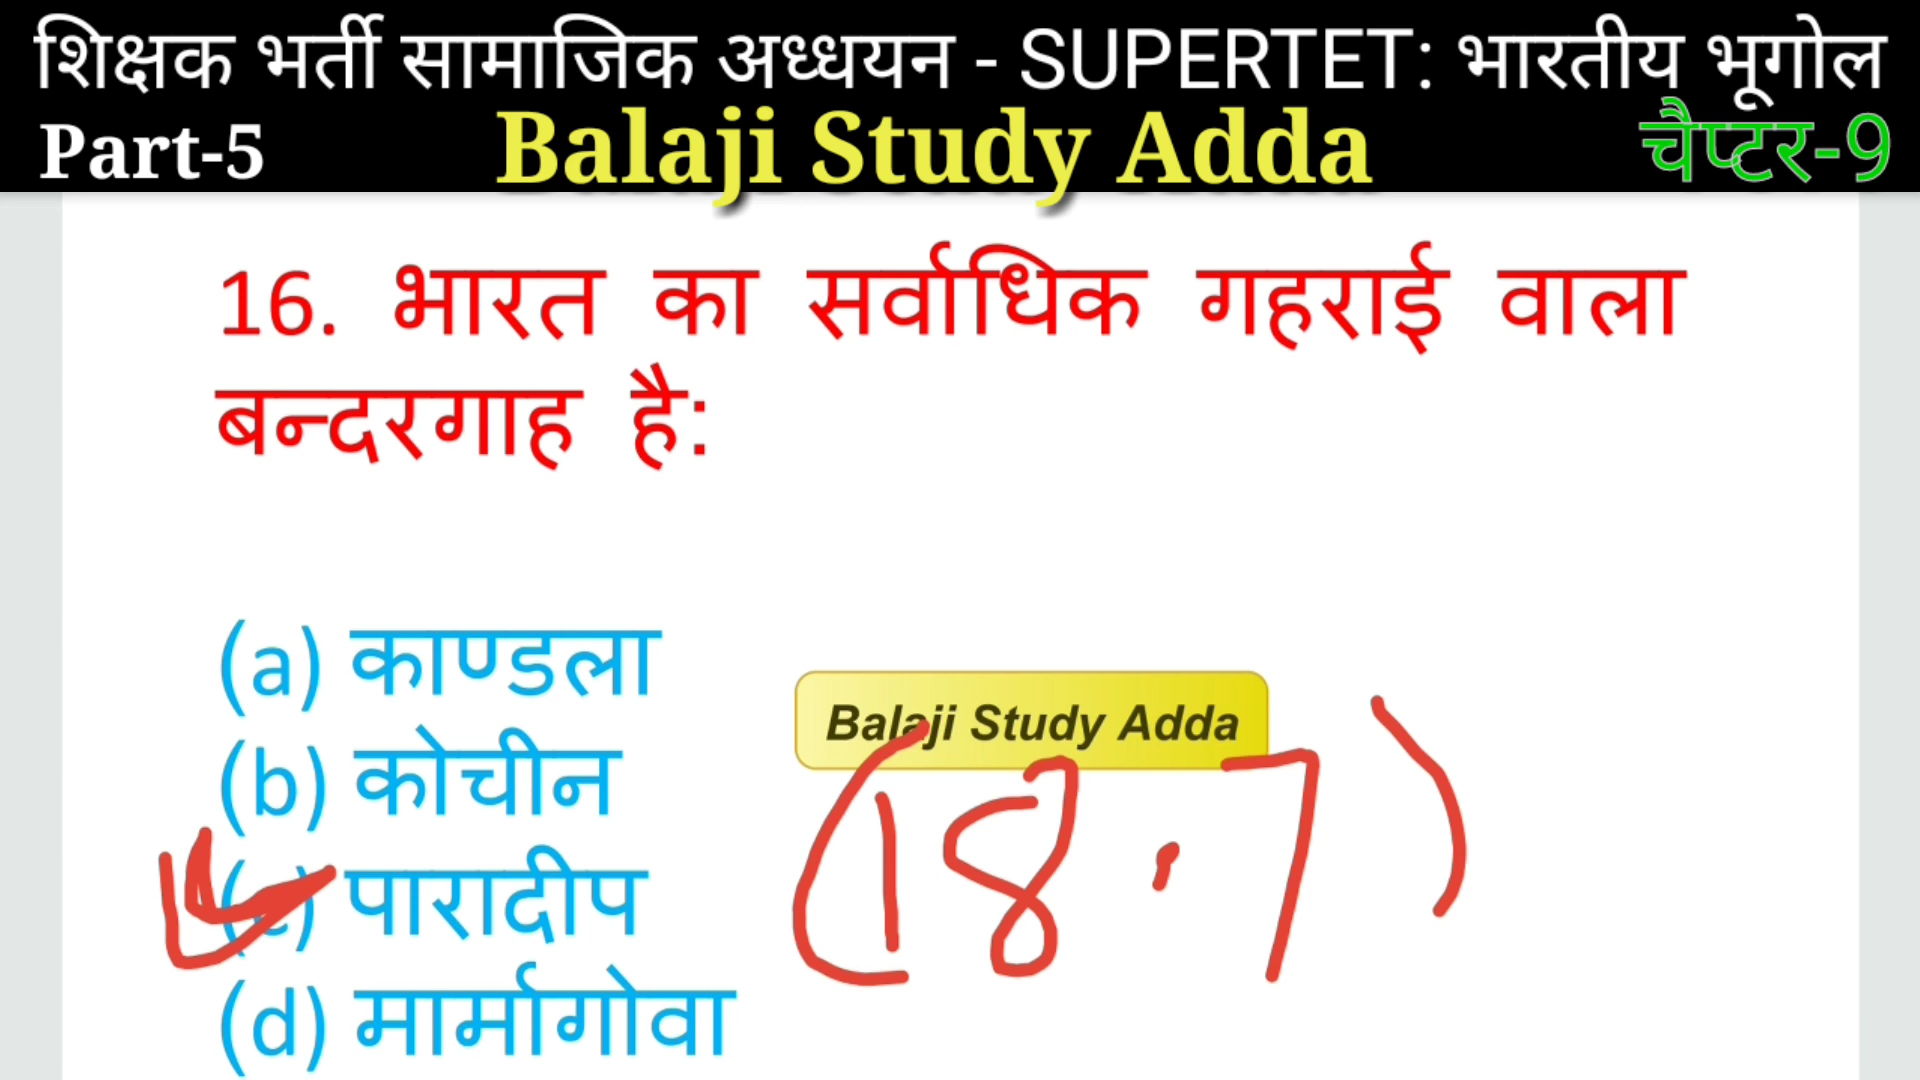 शिक्षक भर्ती सामाजिक अध्धयन - SUPERTET: भारतीय भूगोल
Part-5 Balaji Study Adda चैप्टर-9
16. भारत का सर्वाधिक गहराई वाला
बन्दरगाह है:
(a) काण्डला
Balaji Study Adda
(b) कोचीन
(18.7)
(c) पारादीप
(d) मार्मागोवा